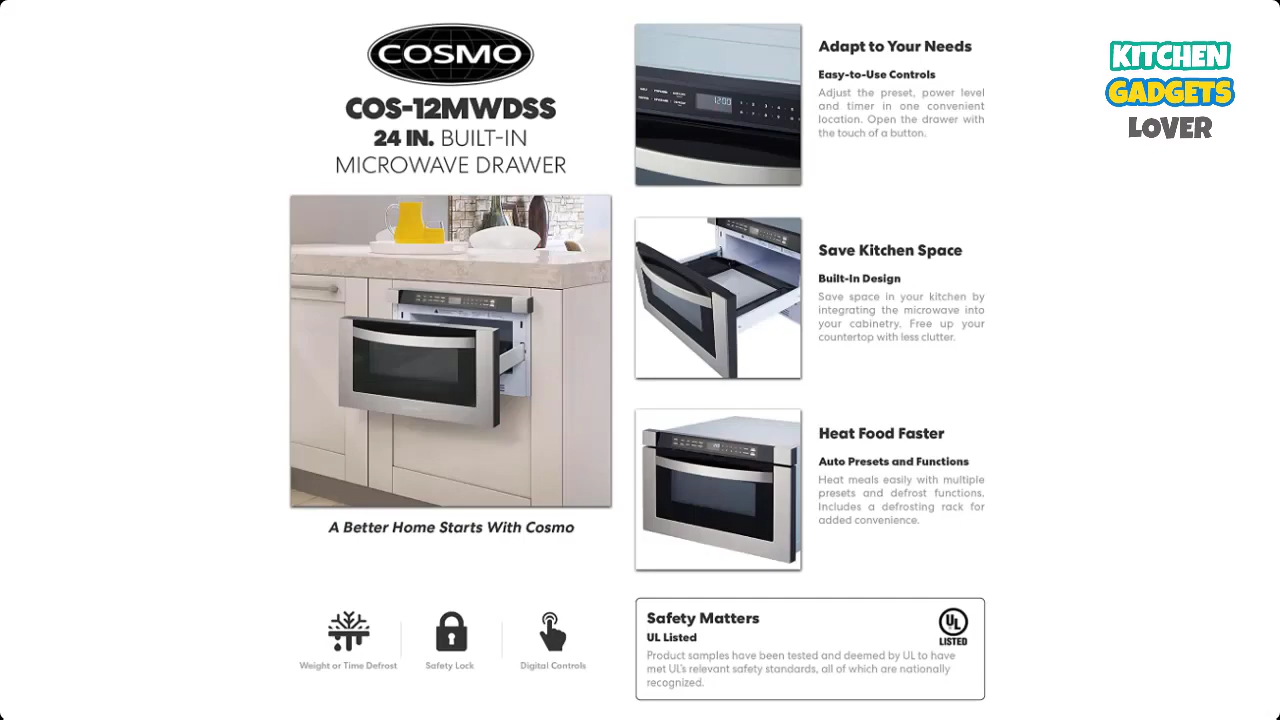 COSMO
COS-12MWDSS
24 IN. BUILT-IN
MICROWAVE DRAWER
A Better Home Starts With Cosmo
Weight or Time Defrost
Safety Lock
Digital Controls
Adapt to Your Needs
Easy-to-Use Controls
Adjust the preset, power level
and timer in one convenient
location. Open the drawer with
the touch of a button.
Save Kitchen Space
Built-In Design
Save space in your kitchen by
integrating the microwave into
your cabinetry. Free up your
countertop with less clutter.
Heat Food Faster
Auto Presets and Functions
Heat meals easily with multiple
presets and defrost functions.
Includes a defrosting rack for
added convenience.
Safety Matters
UL Listed
Product samples have been tested and deemed by UL to have
met UL's relevant safety standards, all of which are nationally
recognized.
UL
LISTED
KITCHEN
GADGETS
LOVER